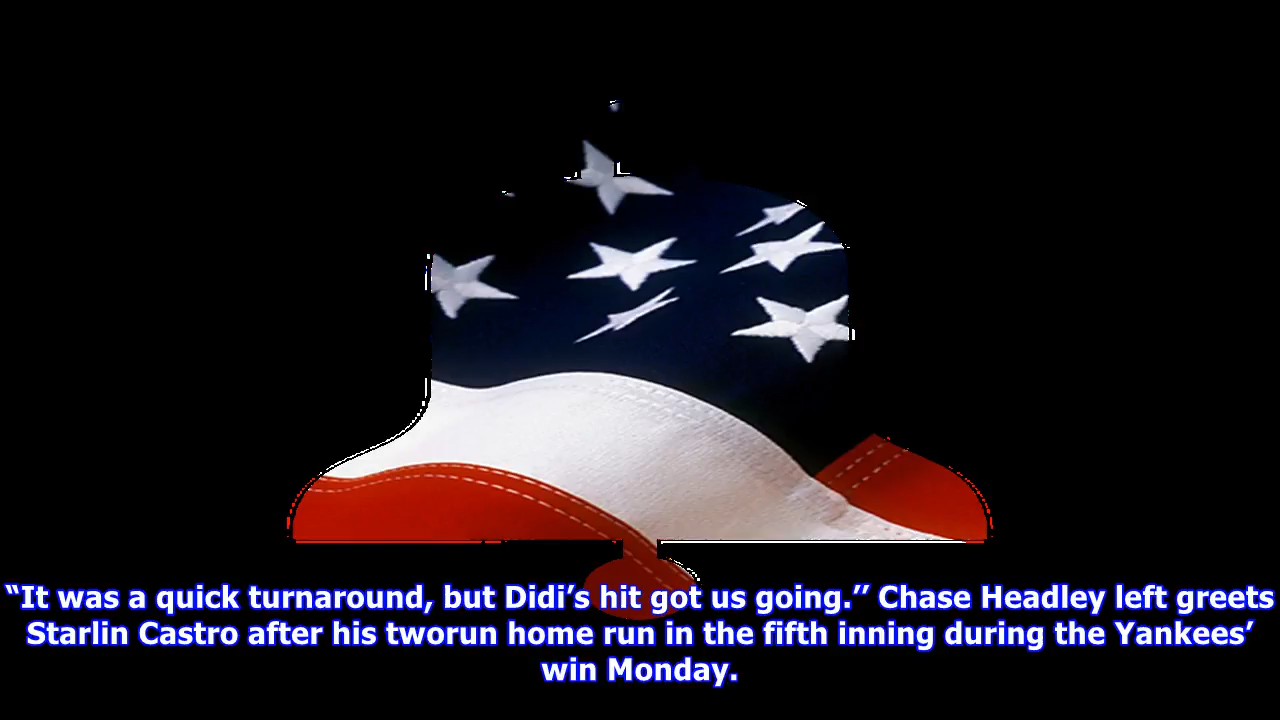 “It was a quick turnaround, but Didi’s hit got us going.” Chase Headley left greets
Starlin Castro after his tworun home run in the fifth inning during the Yankees’
win Monday.